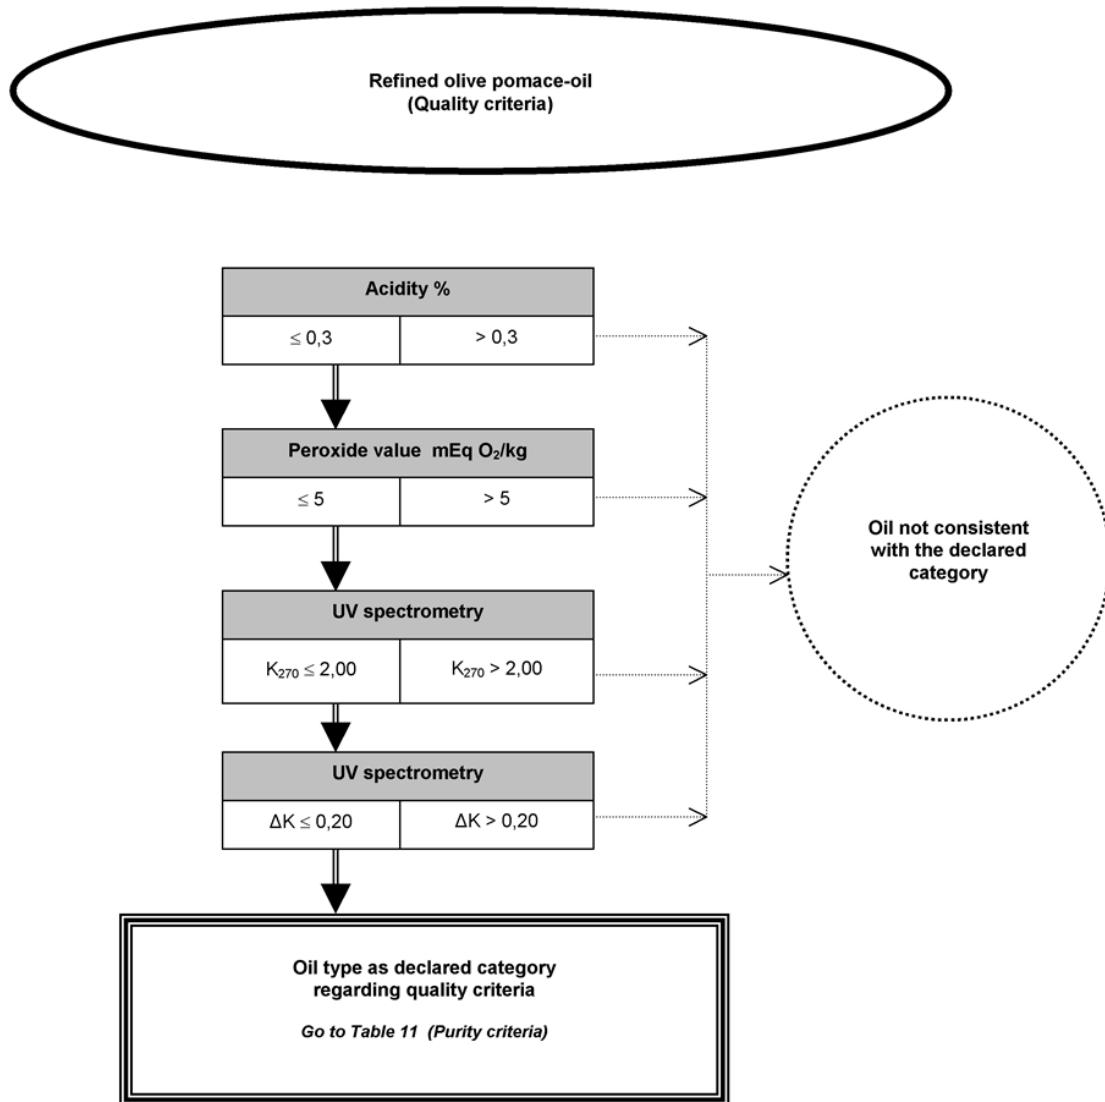 Refined olive pomace-oil
(Quality criteria)
Acidity %
≤ 0,3
> 0,3
Peroxide value mEq O₂/kg
≤ 5
> 5
UV spectrometry
K₂₇₀ ≤ 2,00
K₂₇₀ > 2,00
UV spectrometry
ΔK ≤ 0,20
ΔK > 0,20
Oil not consistent
with the declared
category
Oil type as declared category
regarding quality criteria
Go to Table 11 (Purity criteria)